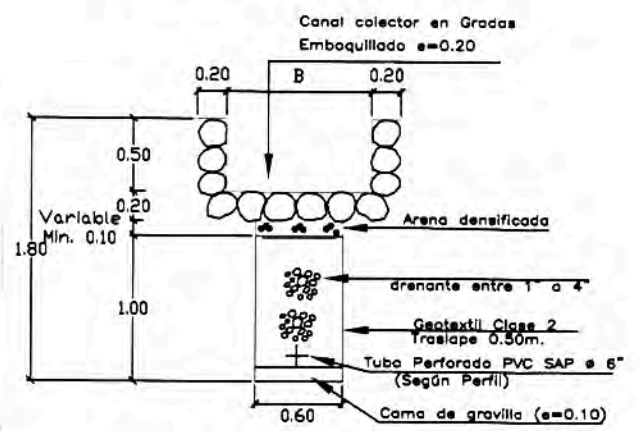 Canal colector en Gradas
Emboquillado e=0.20
0.20 B 0.20
0.50
0.20
Variable
Min. 0.10
Arena densificada
1.80
drenante entre 1" a 4"
1.00
Geotextil Clase 2
Traslape 0.50m.
Tubo Perforado PVC SAP ø 6"
(Según Perfil)
0.60
Cama de gravilla (e=0.10)